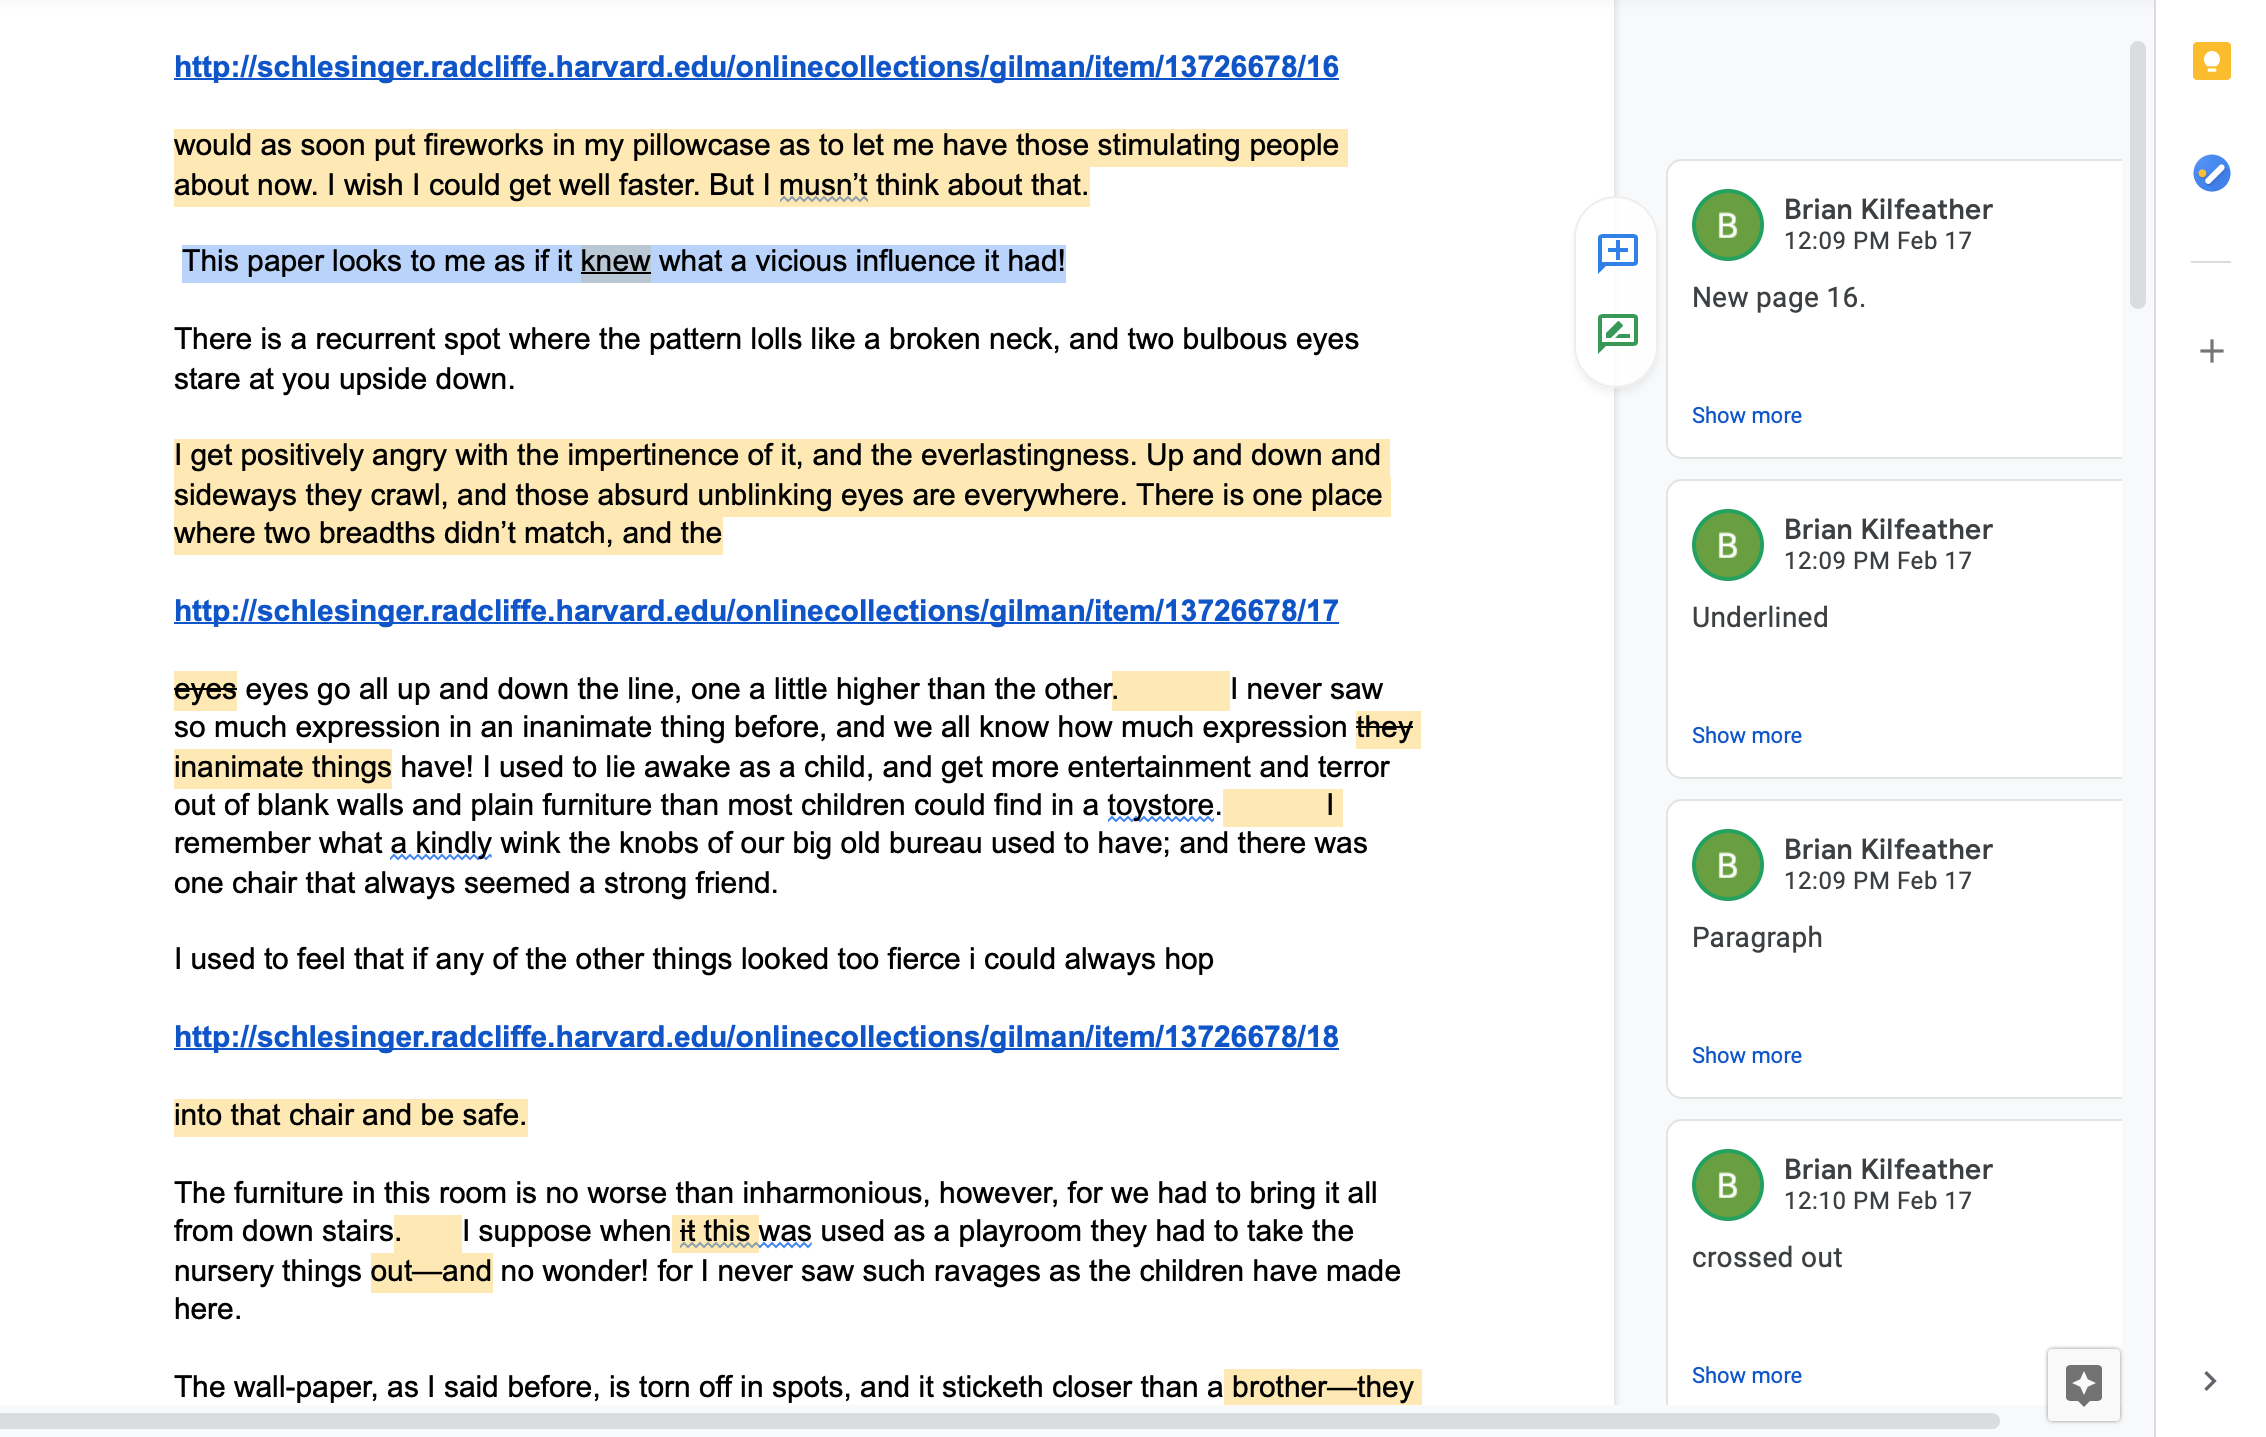 http://schlesinger.radcliffe.harvard.edu/onlinecollections/gilman/item/13726678/16
would as soon put fireworks in my pillowcase as to let me have those stimulating people
about now. I wish I could get well faster. But I musn’t think about that.
This paper looks to me as if it knew what a vicious influence it had!
There is a recurrent spot where the pattern lolls like a broken neck, and two bulbous eyes
stare at you upside down.
I get positively angry with the impertinence of it, and the everlastingness. Up and down and
sideways they crawl, and those absurd unblinking eyes are everywhere. There is one place
where two breadths didn’t match, and the
http://schlesinger.radcliffe.harvard.edu/onlinecollections/gilman/item/13726678/17
eyes eyes go all up and down the line, one a little higher than the other. I never saw
so much expression in an inanimate thing before, and we all know how much expression they
inanimate things have! I used to lie awake as a child, and get more entertainment and terror
out of blank walls and plain furniture than most children could find in a toystore. I
remember what a kindly wink the knobs of our big old bureau used to have; and there was
one chair that always seemed a strong friend.
I used to feel that if any of the other things looked too fierce i could always hop
http://schlesinger.radcliffe.harvard.edu/onlinecollections/gilman/item/13726678/18
into that chair and be safe.
The furniture in this room is no worse than inharmonious, however, for we had to bring it all
from down stairs. I suppose when it this was used as a playroom they had to take the
nursery things out—and no wonder! for I never saw such ravages as the children have made
here.
The wall-paper, as I said before, is torn off in spots, and it sticketh closer than a brother—they
B
Brian Kilfeather
12:09 PM Feb 17
New page 16.
Show more
B
Brian Kilfeather
12:09 PM Feb 17
Underlined
Show more
B
Brian Kilfeather
12:09 PM Feb 17
Paragraph
Show more
B
Brian Kilfeather
12:10 PM Feb 17
crossed out
Show more